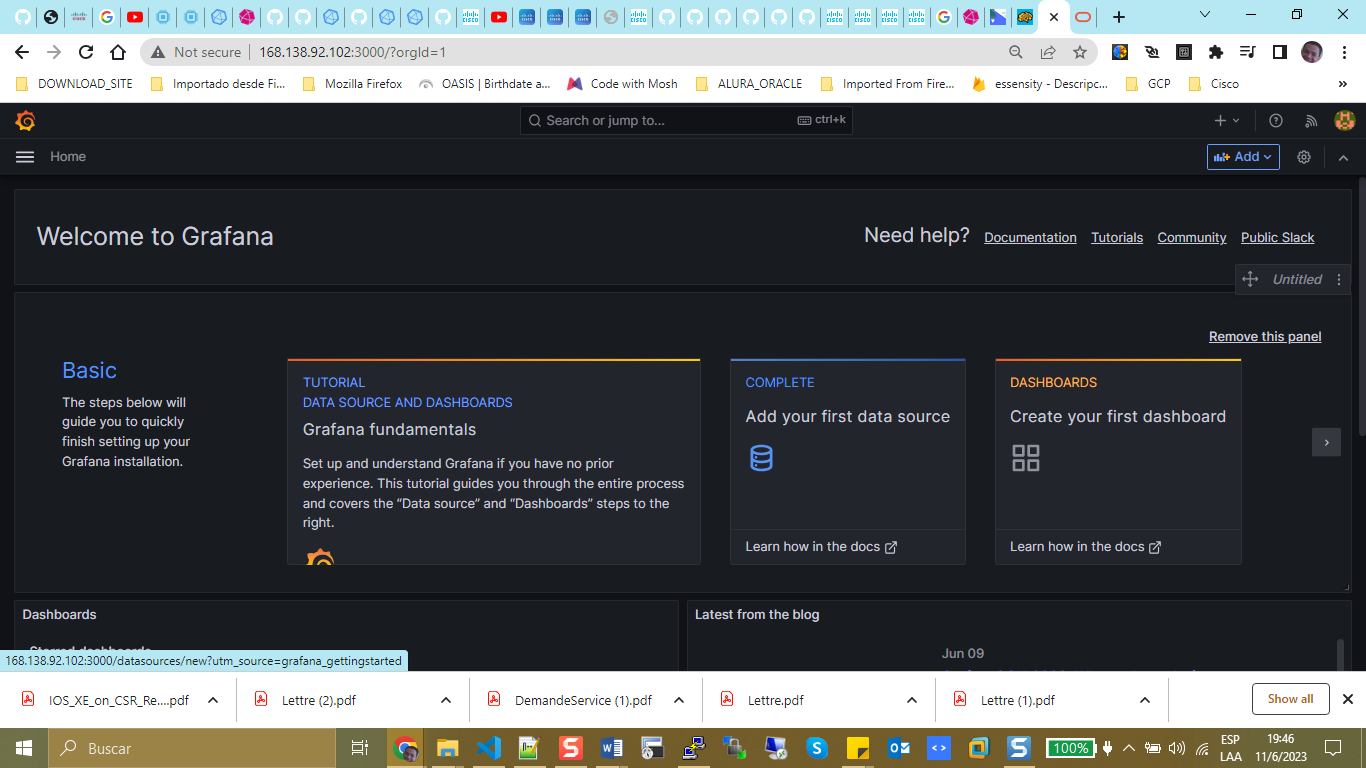 Not secure
168.138.92.102:3000/?orgId=1
DOWNLOAD_SITE
Importado desde Fi...
Mozilla Firefox
OASIS | Birthdate a...
Code with Mosh
ALURA_ORACLE
Imported From Fire...
essensity - Descripc...
GCP
Cisco
»
Search or jump to...
ctrl+k
Home
Add
Welcome to Grafana
Need help?
Documentation
Tutorials
Community
Public Slack
Untitled
Remove this panel
Basic
The steps below will
guide you to quickly
finish setting up your
Grafana installation.
TUTORIAL
DATA SOURCE AND DASHBOARDS
Grafana fundamentals
Set up and understand Grafana if you have no prior
experience. This tutorial guides you through the entire process
and covers the “Data source” and “Dashboards” steps to the
right.
COMPLETE
Add your first data source
Learn how in the docs
DASHBOARDS
Create your first dashboard
Learn how in the docs
Dashboards
Starred dashboards
Latest from the blog
Jun 09
168.138.92.102:3000/datasources/new?utm_source=grafana_gettingstarted
IOS_XE_on_CSR_Re....pdf
Lettre (2).pdf
DemandeService (1).pdf
Lettre.pdf
Lettre (1).pdf
Show all
Buscar
100%
ESP
LAA
19:46
11/6/2023